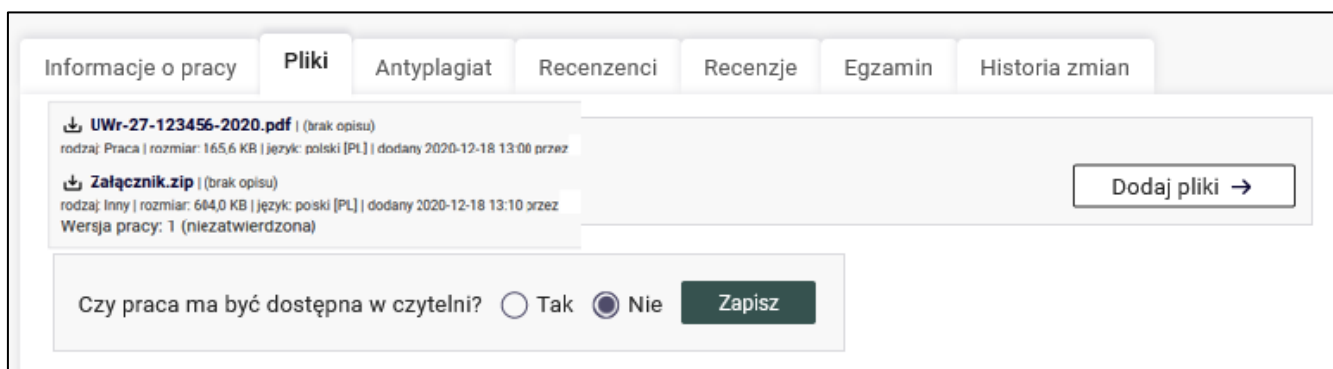 Informacje o pracy Pliki Antyplagiat Recenzenci Recenzje Egzamin Historia zmian
UWr-27-123456-2020.pdf | (brak opisu)
rodzaj: Praca | rozmiar: 165,6 KB | język: polski [PL] | dodany 2020-12-18 13:00 przez
Załącznik.zip | (brak opisu)
rodzaj: Inny | rozmiar: 604,0 KB | język: polski [PL] | dodany 2020-12-18 13:10 przez
Wersja pracy: 1 (niezatwierdzona)
Dodaj pliki →
Czy praca ma być dostępna w czytelni? Tak Nie Zapisz